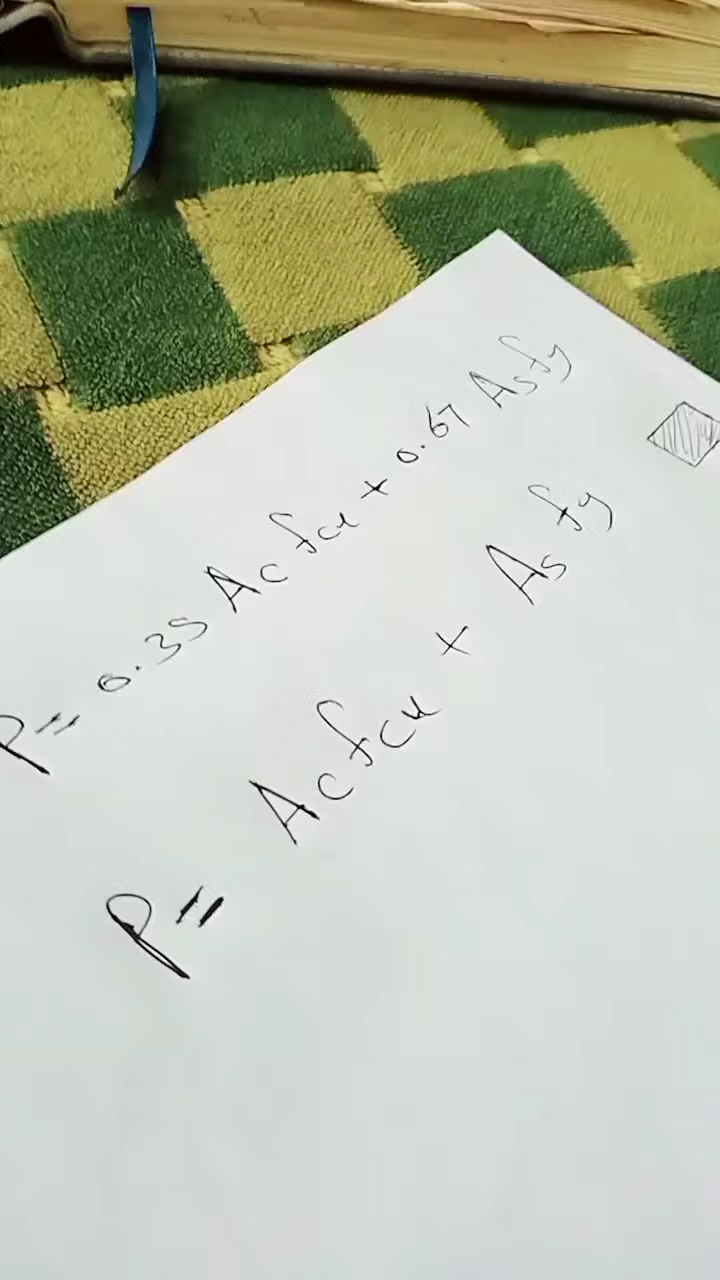 P= 0.35 Ac fcu + 0.67 As fy
P= Ac fcu + As fy